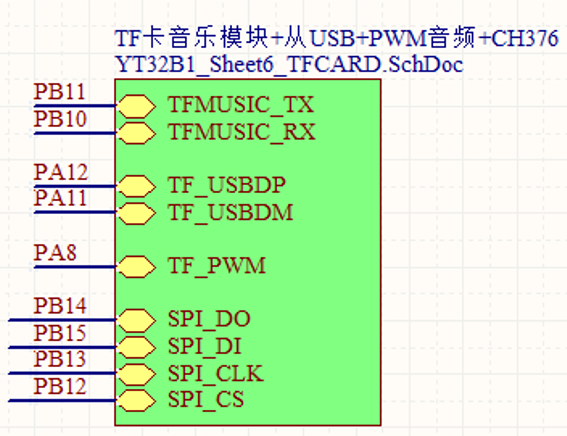 TF卡音乐模块+从USB+PWM音频+CH376
YT32B1_Sheet6_TFCARD.SchDoc
PB11 TFMUSIC_TX
PB10 TFMUSIC_RX
PA12 TF_USBDP
PA11 TF_USBDM
PA8 TF_PWM
PB14 SPI_DO
PB15 SPI_DI
PB13 SPI_CLK
PB12 SPI_CS